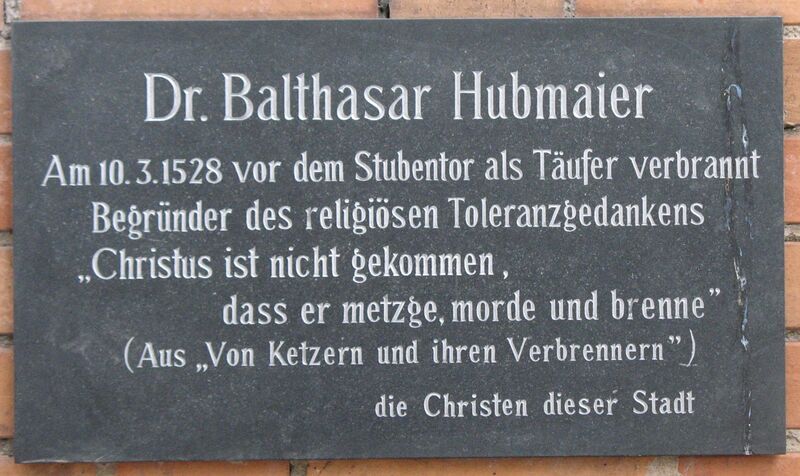 Dr. Balthasar Hubmaier
Am 10.3.1528 vor dem Stubentor als Täufer verbrannt
Begründer des religiösen Toleranzgedankens
„Christus ist nicht gekommen,
dass er metzge, morde und brenne”
(Aus „Von Ketzern und ihren Verbrennern”)
die Christen dieser Stadt